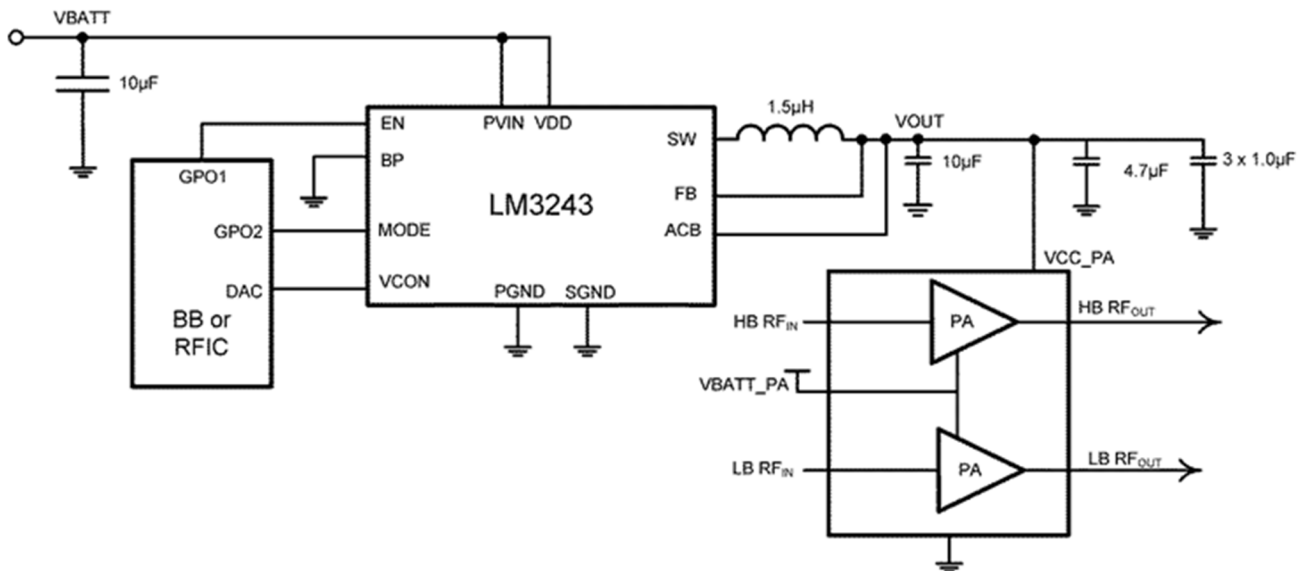 VBATT
10µF
EN
PVIN
VDD
BP
MODE
VCON
LM3243
PGND
SGND
SW
FB
ACB
1.5µH
VOUT
10µF
4.7µF
3 x 1.0µF
GPO1
GPO2
DAC
BB or
RFIC
VCC_PA
HB RFIN
PA
HB RFOUT
VBATT_PA
LB RFIN
PA
LB RFOUT